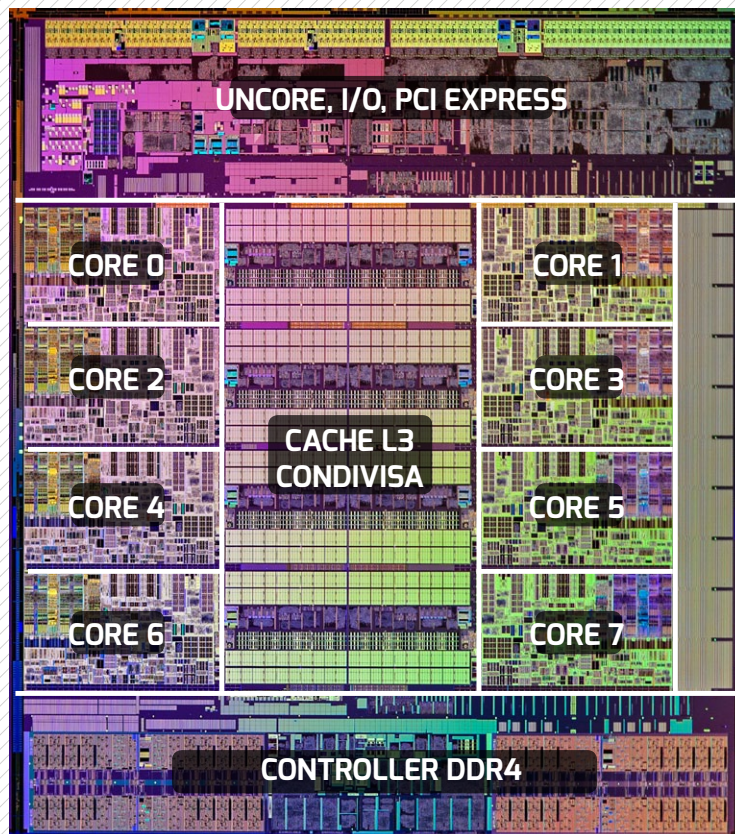 UNCORE, I/O, PCI EXPRESS
CORE 0
CORE 1
CORE 2
CORE 3
CACHE L3
CONDIVISA
CORE 4
CORE 5
CORE 6
CORE 7
CONTROLLER DDR4